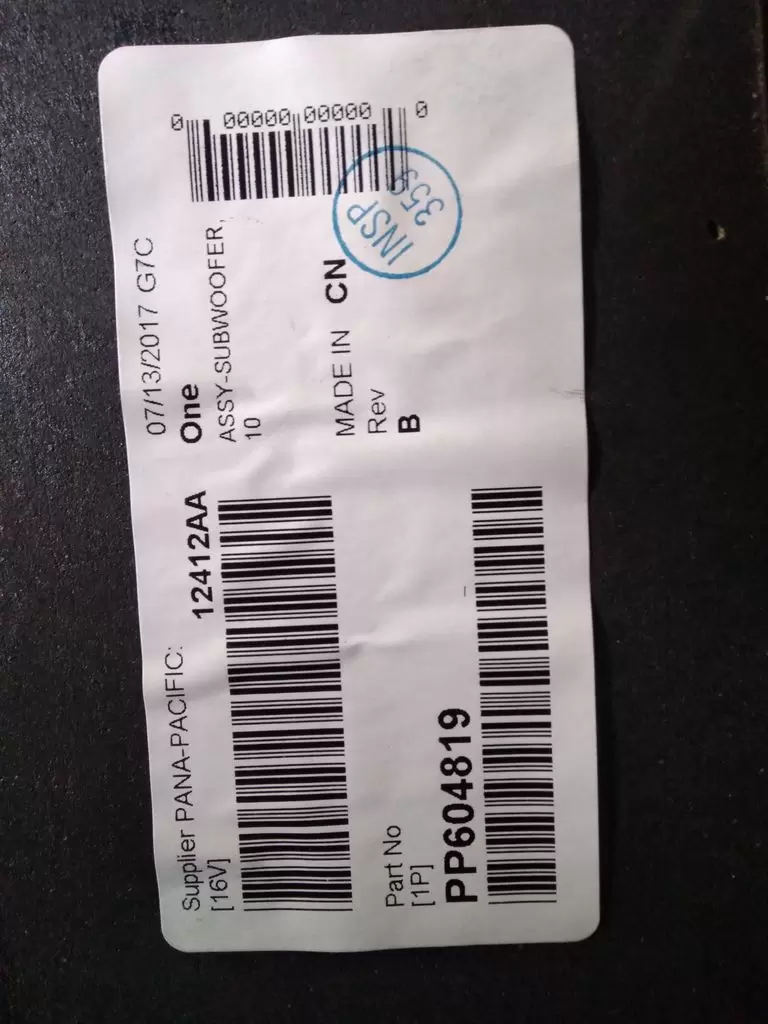 Supplier PANA-PACIFIC:
[16V]
12412AA
07/13/2017 G7C
One
ASSY-SUBWOOFER,
10
Part No
[1P]
PP604819
MADE IN CN
Rev
B
0 00000 00000 0
INSP
359